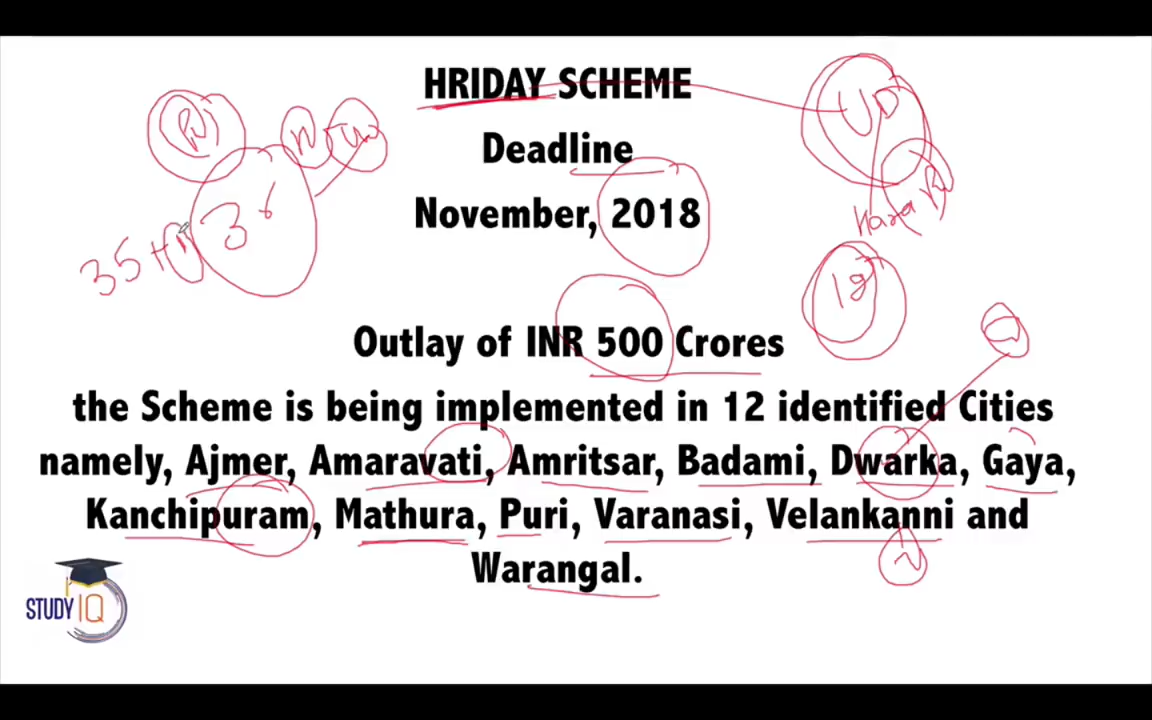 HRIDAY SCHEME
Deadline
November, 2018
36
35+
Outlay of INR 500 Crores
the Scheme is being implemented in 12 identified Cities
namely, Ajmer, Amaravati, Amritsar, Badami, Dwarka, Gaya,
Kanchipuram, Mathura, Puri, Varanasi, Velankanni and
Warangal.
STUDY IQ